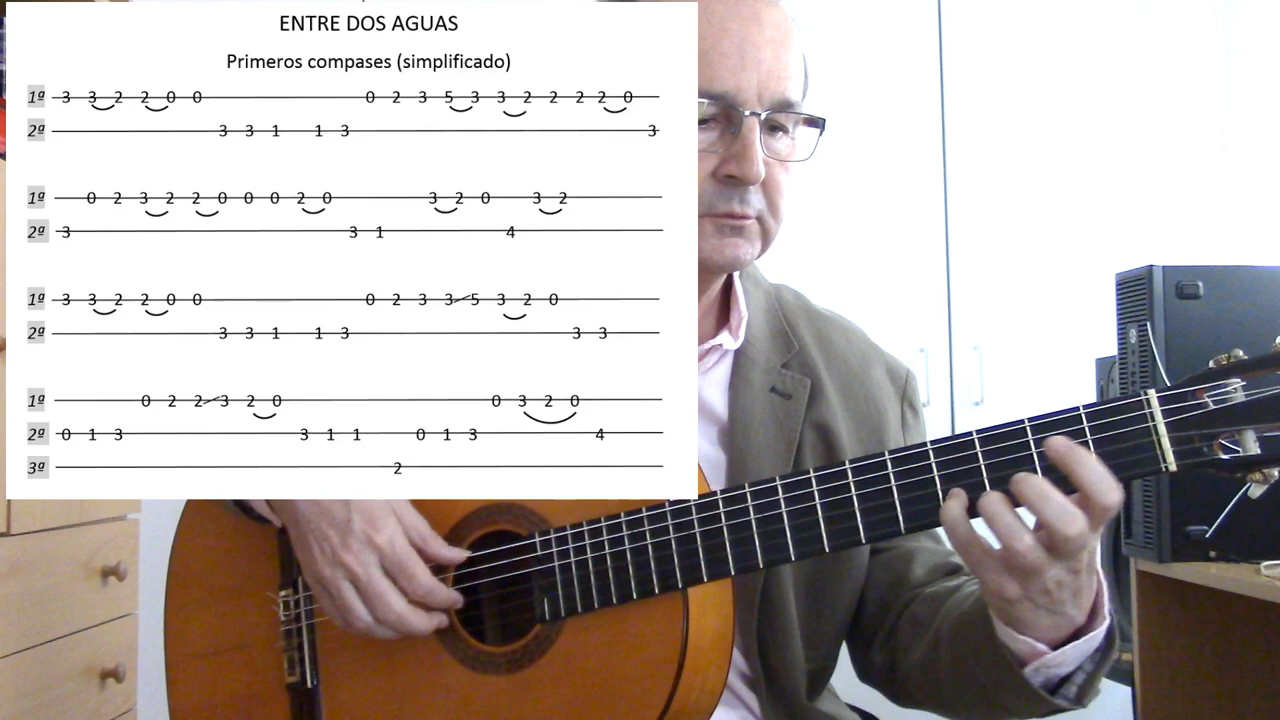 ENTRE DOS AGUAS
Primeros compases (simplificado)
1ª 3 3 2 2 0 0 0 2 3 5 3 3 2 2 2 2 0
2ª 3 3 1 1 3 3
1ª 0 2 3 2 2 0 0 0 2 0 3 2 0 3 2
2ª 3 3 1 4
1ª 3 3 2 2 0 0 0 2 3 3 5 3 2 0
2ª 3 3 1 1 3 3 3
1ª 0 2 2 3 2 0 0 3 2 0
2ª 0 1 3 3 1 1 0 1 3 4
3ª 2